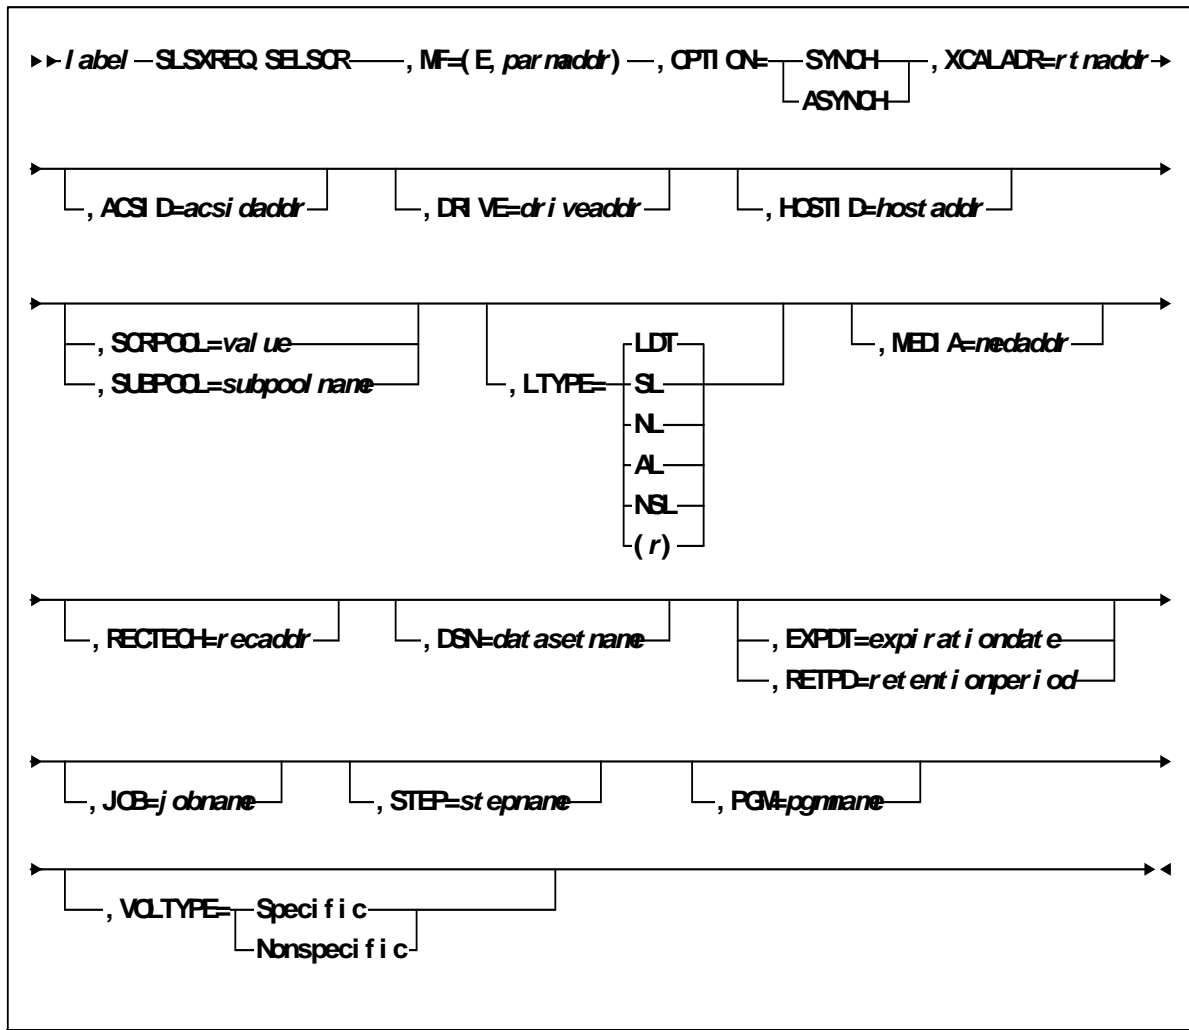 label SLSXREQ SELSCR , MF=(E, parmaddr) , OPTION= SYNCH , XCALADR=rtnaddr
ASYNCH
, ACSID=acsidaddr , DRIVE=driveaddr , HOSTID=hostaddr
, SCRPOOL=value LDT , MEDIA=medaddr
, SUBPOOL=subpoolname , LTYPE= SL
NL
AL
NSL
(r)
, RECTECH=recaddr , DSN=datasetname , EXPDT=expirationdate
, RETPD=retentionperiod
, JOB=jobname , STEP=stepname , PGM=pgmname
, VOLTYPE= Specific
Nonspecific